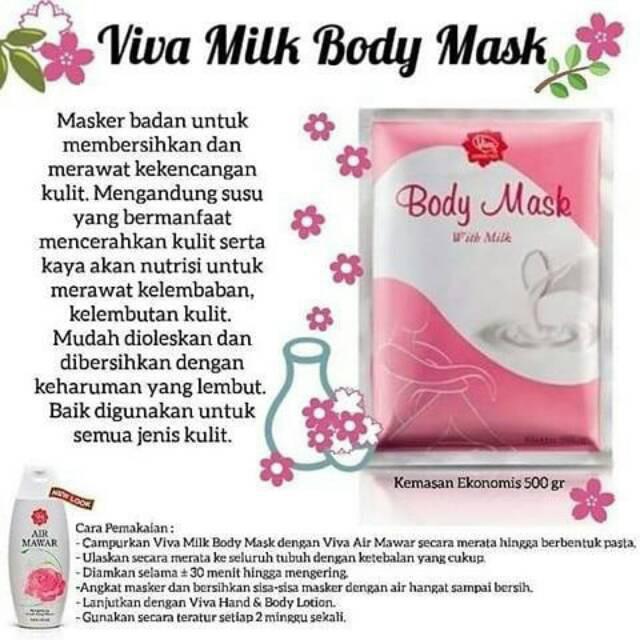 Viva Milk Body Mask
Masker badan untuk
membersihkan dan
merawat kekencangan
kulit. Mengandung susu
yang bermanfaat
mencerahkan kulit serta
kaya akan nutrisi untuk
merawat kelembaban,
kelembutan kulit.
Mudah dioleskan dan
dibersihkan dengan
keharuman yang lembut.
Baik digunakan untuk
semua jenis kulit.
Viva
Body Mask
With Milk
Kemasan Ekonomis 500 gr
NEW LOOK
AIR
MAWAR
Cara Pemakaian :
- Campurkan Viva Milk Body Mask dengan Viva Air Mawar secara merata hingga berbentuk pasta.
- Ulaskan secara merata ke seluruh tubuh dengan ketebalan yang cukup.
- Diamkan selama ± 30 menit hingga mengering.
-Angkat masker dan bersihkan sisa-sisa masker dengan air hangat sampai bersih.
- Lanjutkan dengan Viva Hand & Body Lotion.
- Gunakan secara teratur setiap 2 minggu sekali.